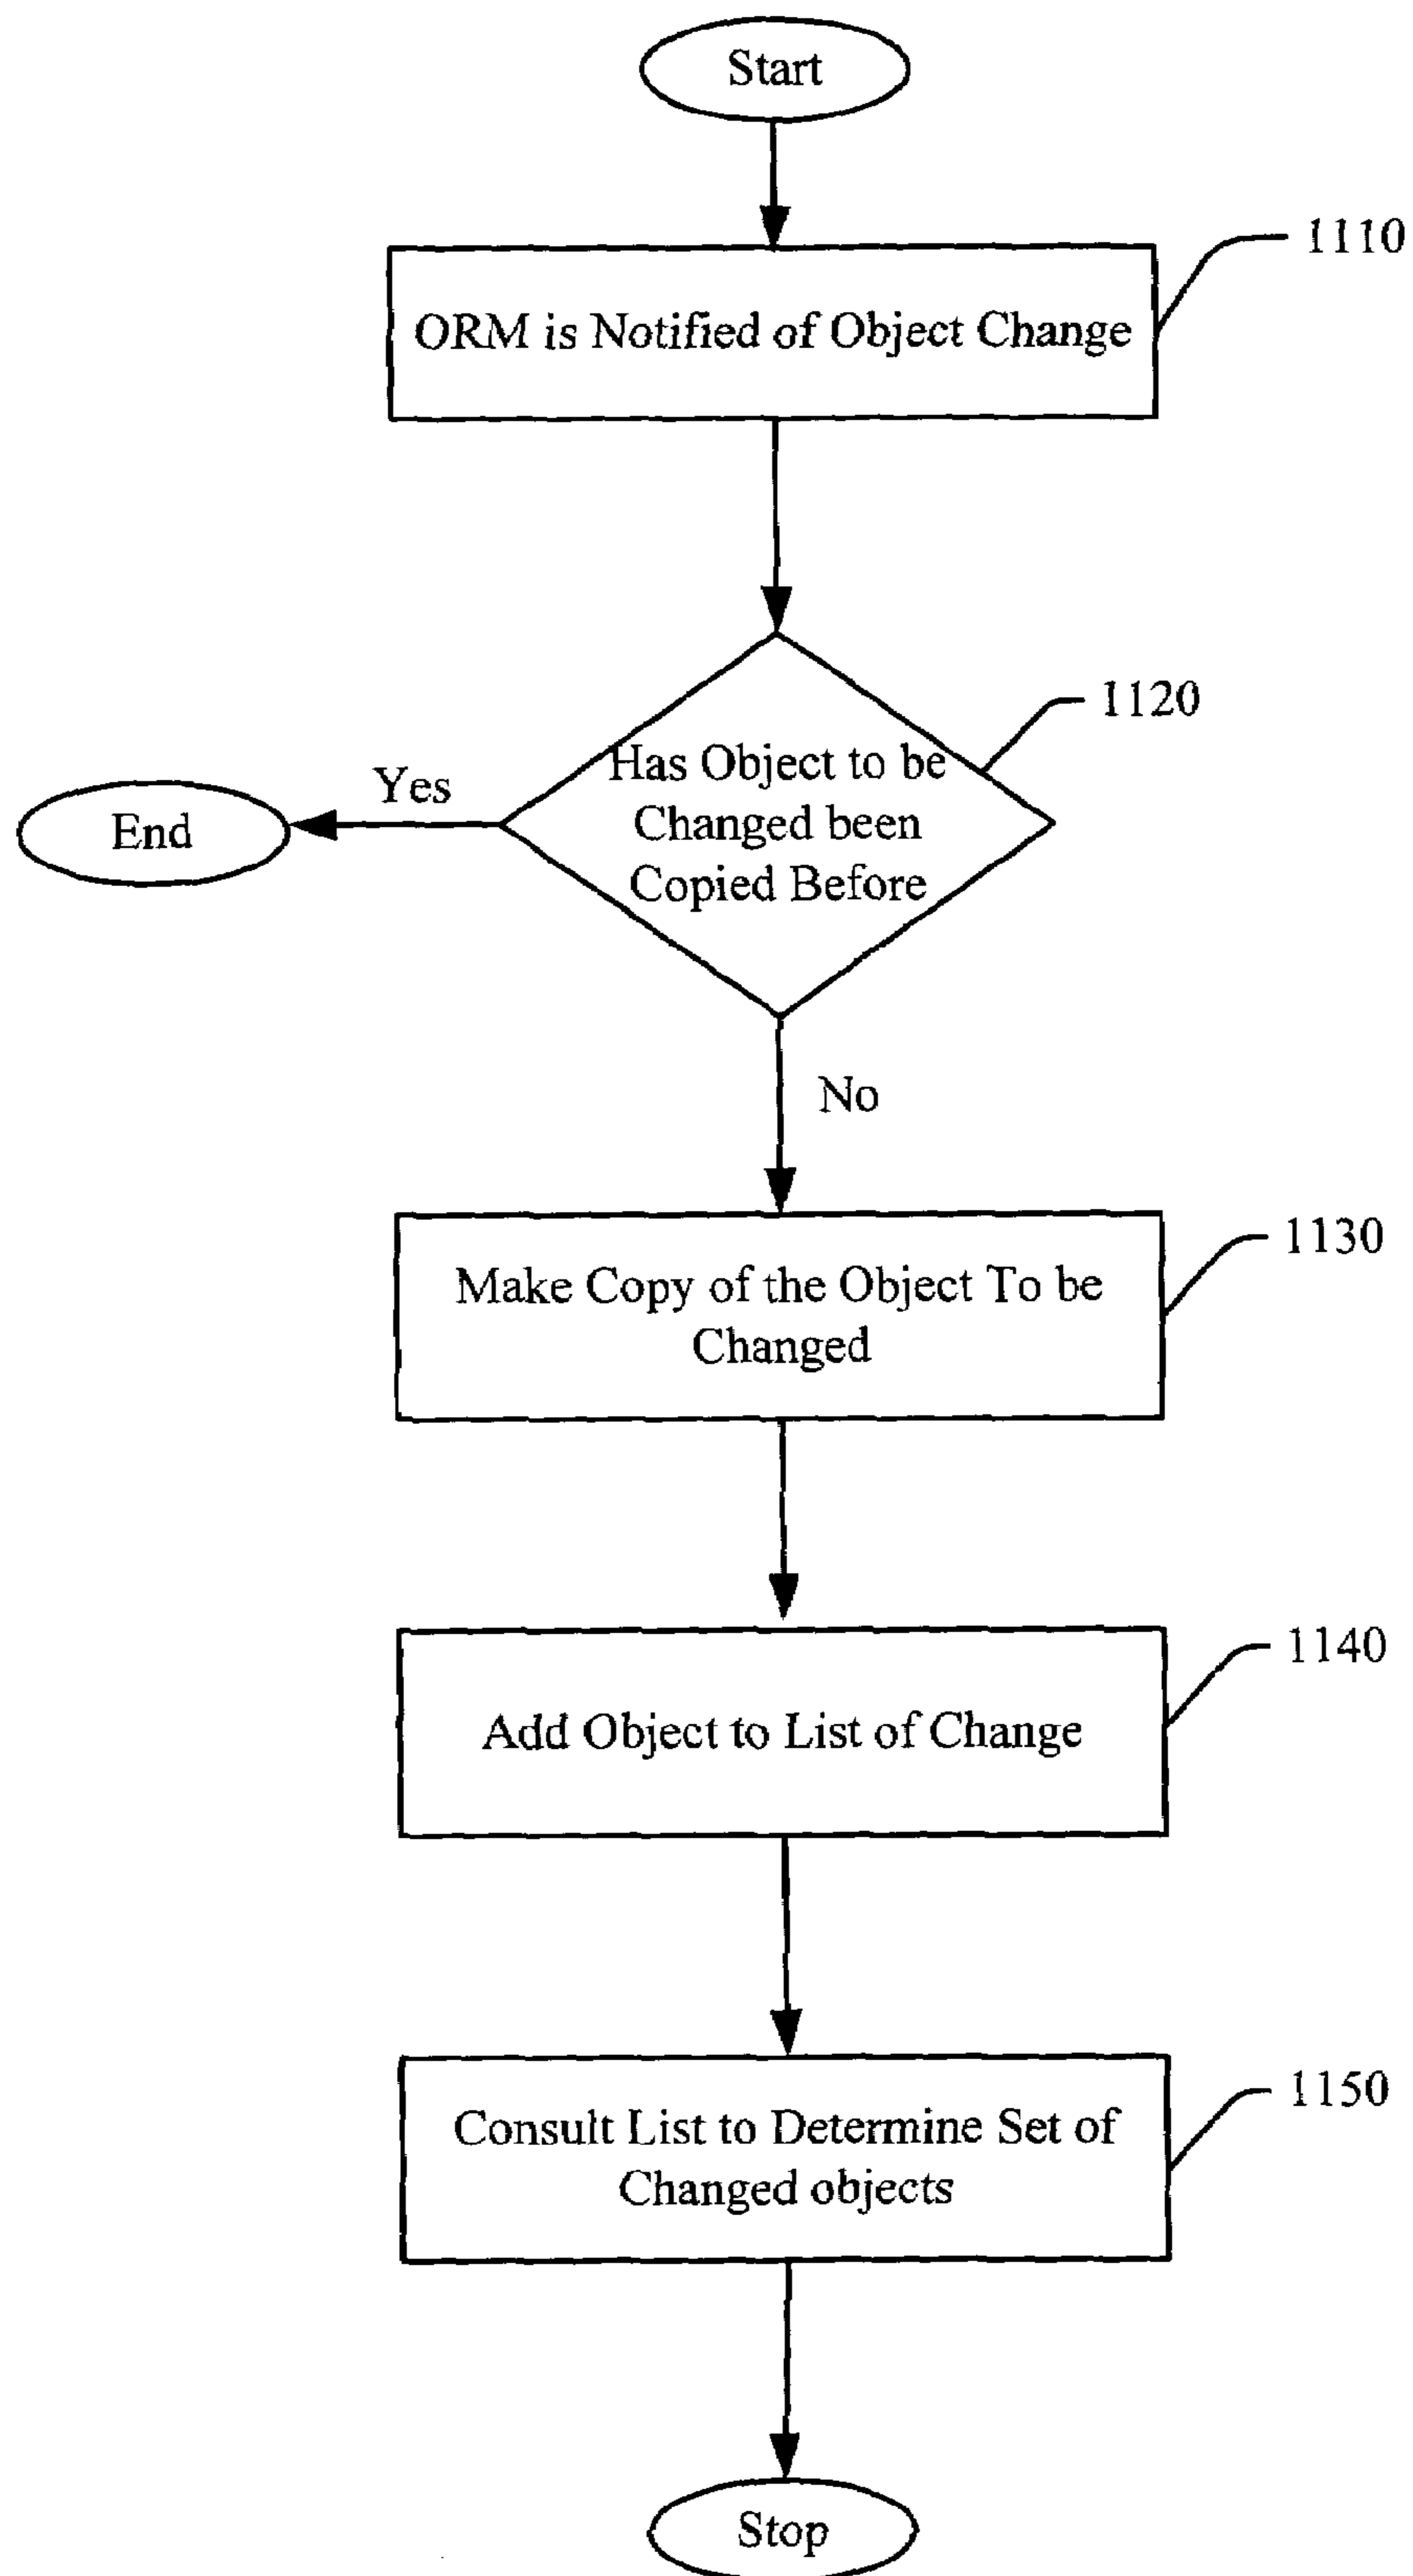 Start
1110
ORM is Notified of Object Change
1120
Has Object to be
Changed been
Copied Before
Yes
End
No
1130
Make Copy of the Object To be
Changed
1140
Add Object to List of Change
1150
Consult List to Determine Set of
Changed objects
Stop